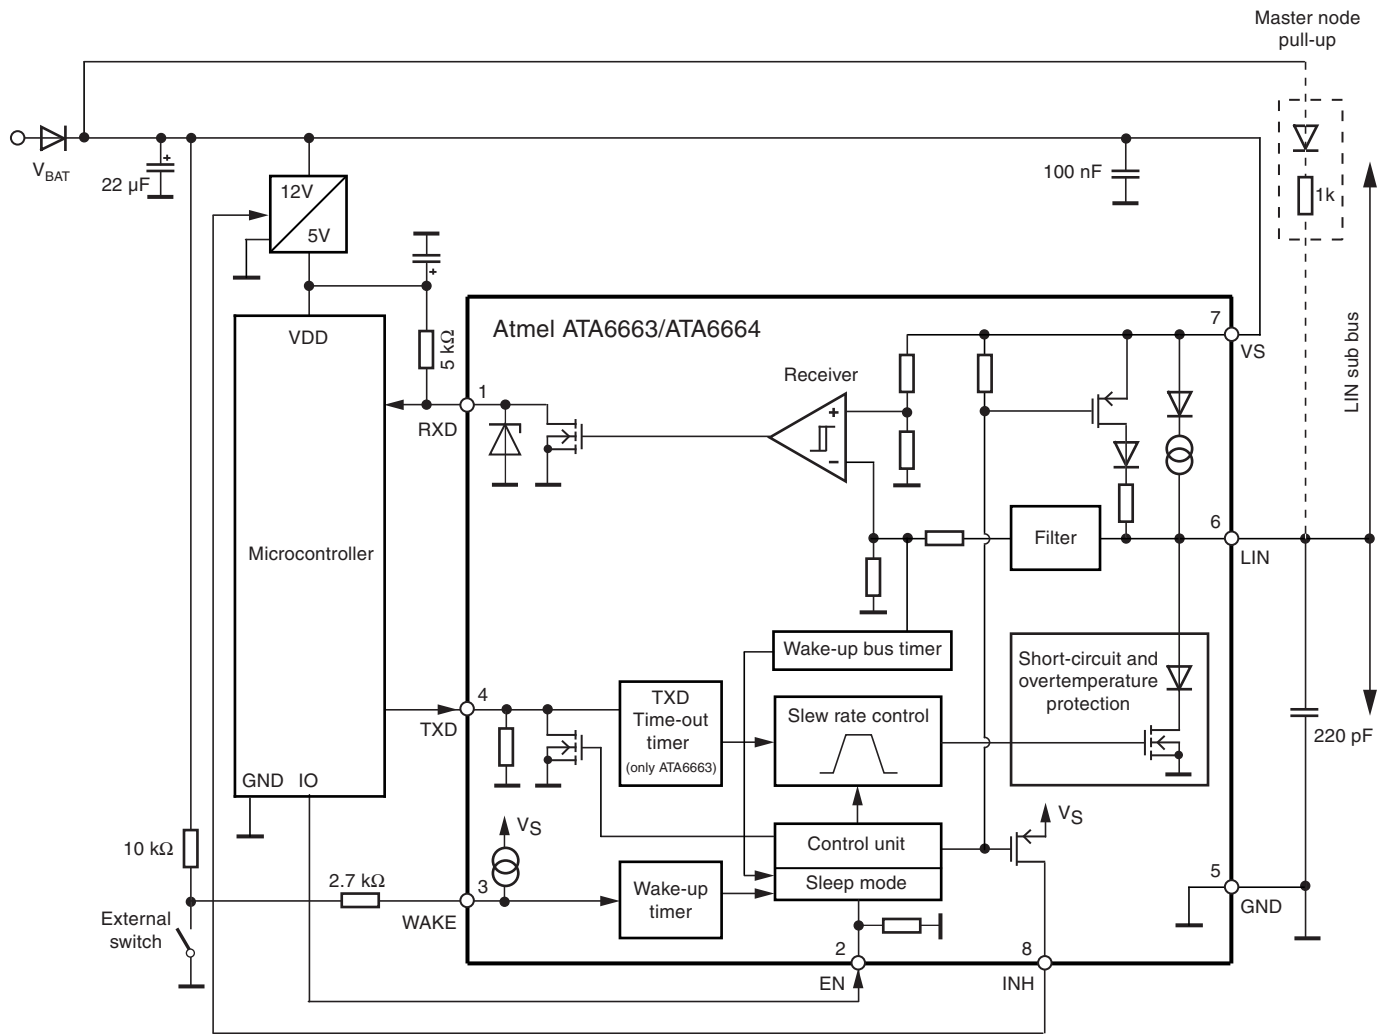 Master node
pull-up
V_BAT
22 µF
12V
5V
100 nF
1k
LIN sub bus
VDD
5 kΩ
Atmel ATA6663/ATA6664
7
VS
Receiver
1
RXD
+
-
Microcontroller
Filter
6
LIN
Wake-up bus timer
Short-circuit and
overtemperature
protection
4
TXD
TXD
Time-out
timer
(only ATA6663)
Slew rate control
220 pF
GND IO
VS
VS
10 kΩ
Control unit
Sleep mode
2.7 kΩ
3
WAKE
Wake-up
timer
5
GND
External
switch
2
EN
8
INH